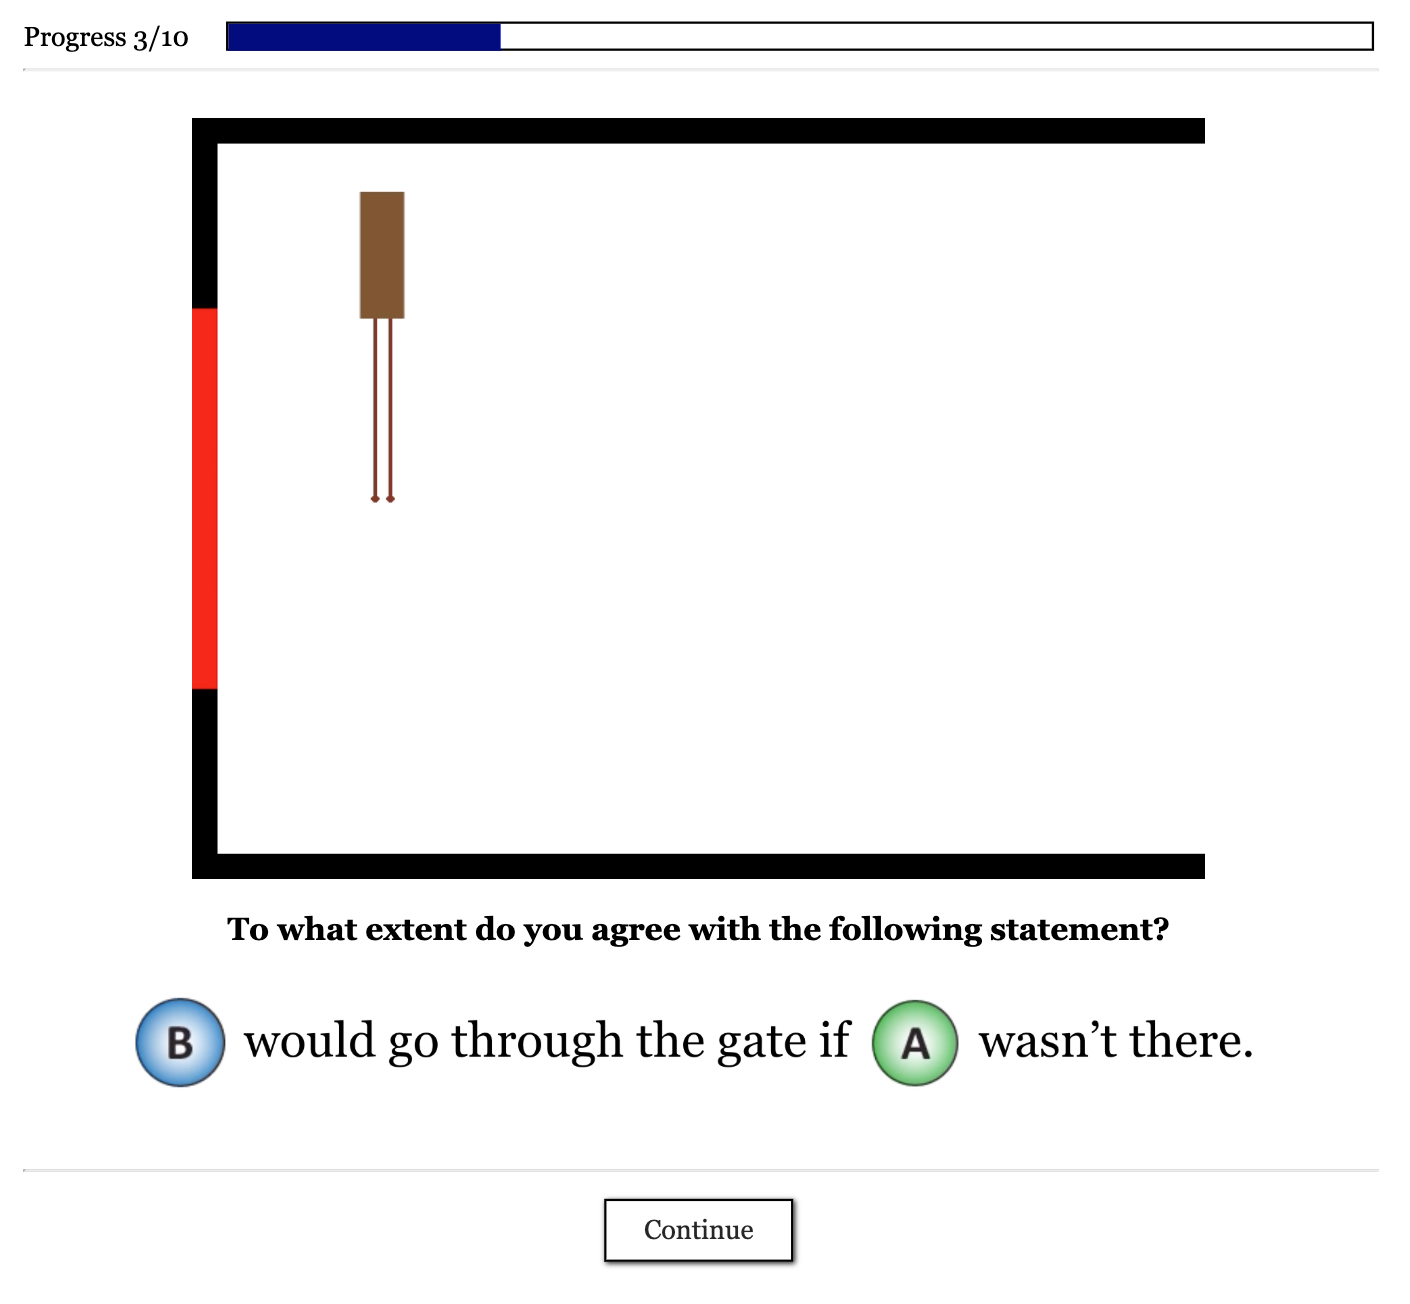 Progress 3/10
To what extent do you agree with the following statement?
B would go through the gate if A wasn’t there.
Continue